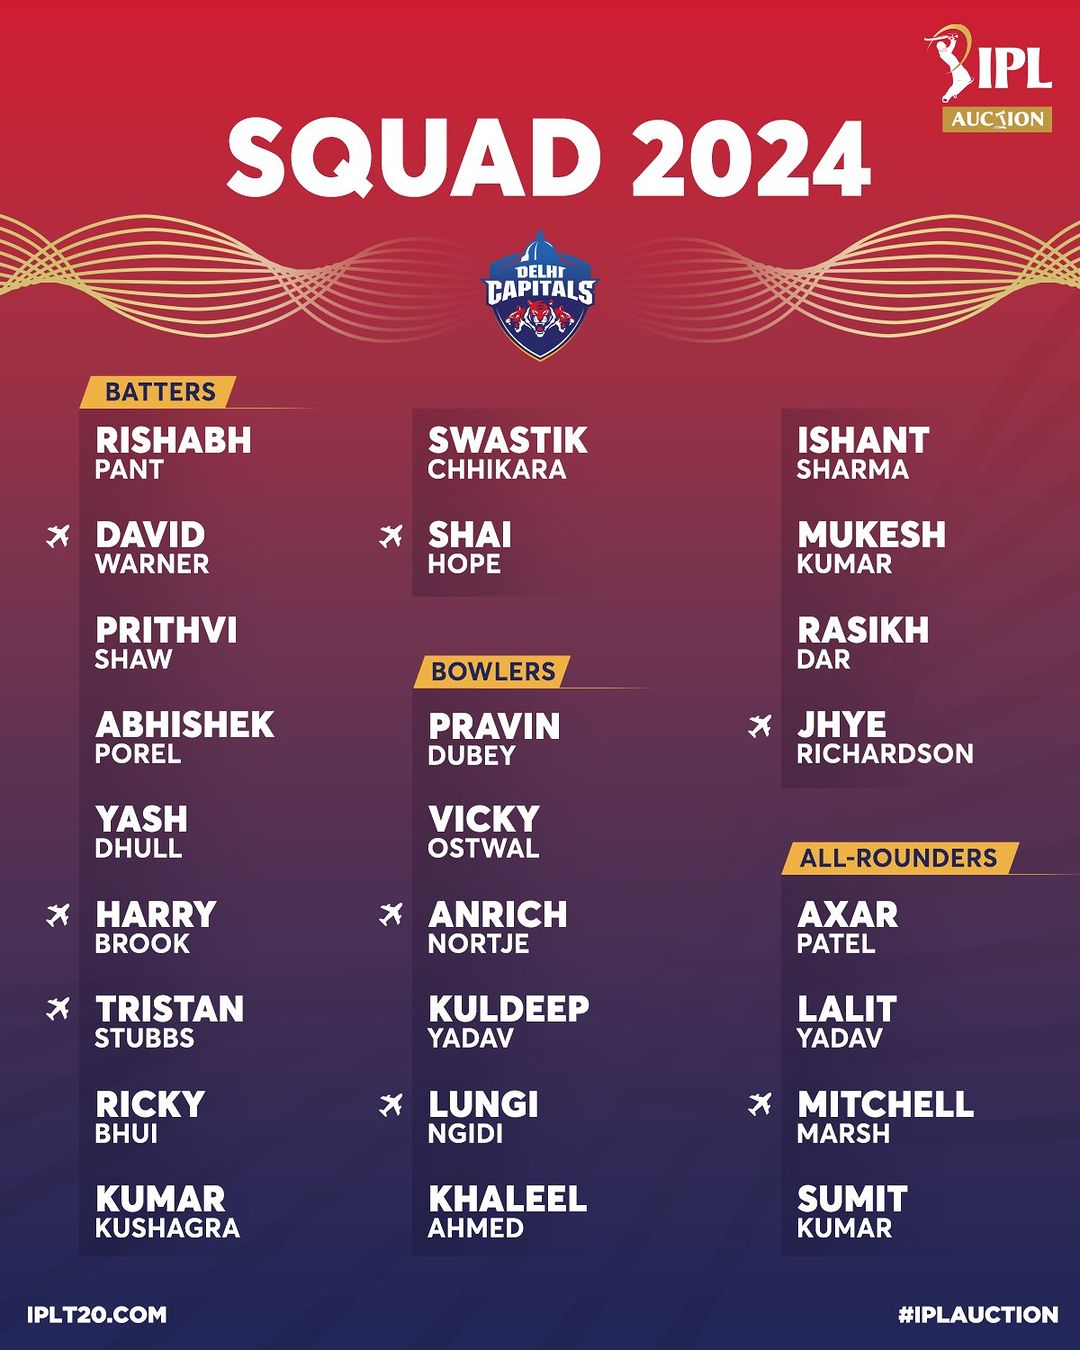 IPL
AUCTION
SQUAD 2024
DELHI
CAPITALS
BATTERS
RISHABH
PANT
DAVID
WARNER
PRITHVI
SHAW
ABHISHEK
POREL
YASH
DHULL
HARRY
BROOK
TRISTAN
STUBBS
RICKY
BHUI
KUMAR
KUSHAGRA
SWASTIK
CHHIKARA
SHAI
HOPE
BOWLERS
PRAVIN
DUBEY
VICKY
OSTWAL
ANRICH
NORTJE
KULDEEP
YADAV
LUNGI
NGIDI
KHALEEL
AHMED
ISHANT
SHARMA
MUKESH
KUMAR
RASIKH
DAR
JHYE
RICHARDSON
ALL-ROUNDERS
AXAR
PATEL
LALIT
YADAV
MITCHELL
MARSH
SUMIT
KUMAR
IPLT20.COM
#IPLAUCTION